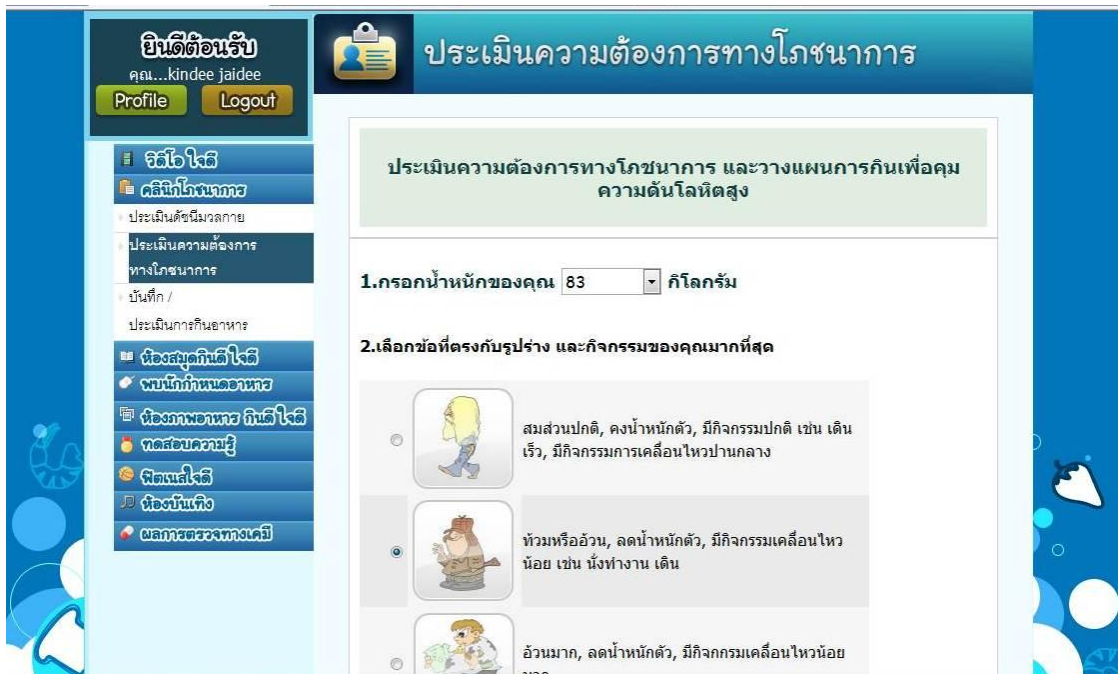 ยินดีต้อนรับ
คุณ...kindee jaidee
Profile
Logout
ประเมินความต้องการทางโภชนาการ
วิดีโอใจดี
คลินิกโภชนาการ
ประเมินดัชนีมวลกาย
ประเมินความต้องการ
ทางโภชนาการ
บันทึก /
ประเมินการกินอาหาร
ห้องสมุดกินดี ใจดี
พบนักกำหนดอาหาร
ห้องภาพอาหาร กินดี ใจดี
ทดสอบความรู้
ฟิตเนสใจดี
ห้องบันเทิง
ผลการตรวจทางเคมี
ประเมินความต้องการทางโภชนาการ และวางแผนการกินเพื่อคุม
ความดันโลหิตสูง
1.กรอกน้ำหนักของคุณ 83 กิโลกรัม
2.เลือกข้อที่ตรงกับรูปร่าง และกิจกรรมของคุณมากที่สุด
สมส่วนปกติ, คงน้ำหนักตัว, มีกิจกรรมปกติ เช่น เดิน
เร็ว, มีกิจกรรมการเคลื่อนไหวปานกลาง
ท้วมหรืออ้วน, ลดน้ำหนักตัว, มีกิจกรรมเคลื่อนไหว
น้อย เช่น นั่งทำงาน เดิน
อ้วนมาก, ลดน้ำหนักตัว, มีกิจกกรมเคลื่อนไหวน้อย